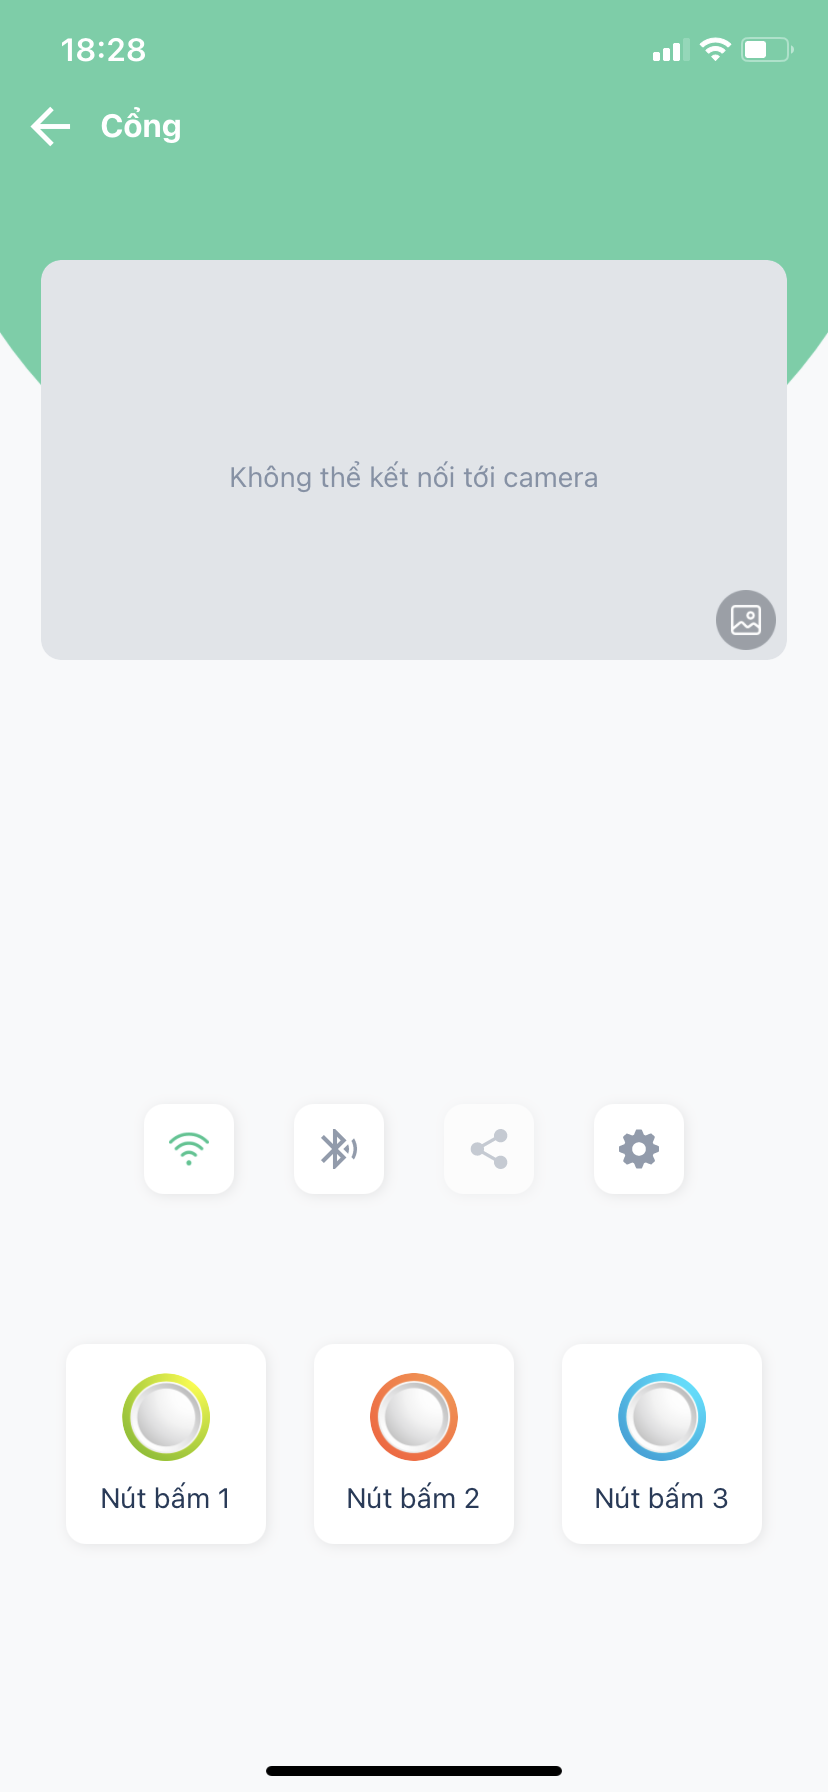 18:28
Cổng
Không thể kết nối tới camera
Nút bấm 1
Nút bấm 2
Nút bấm 3